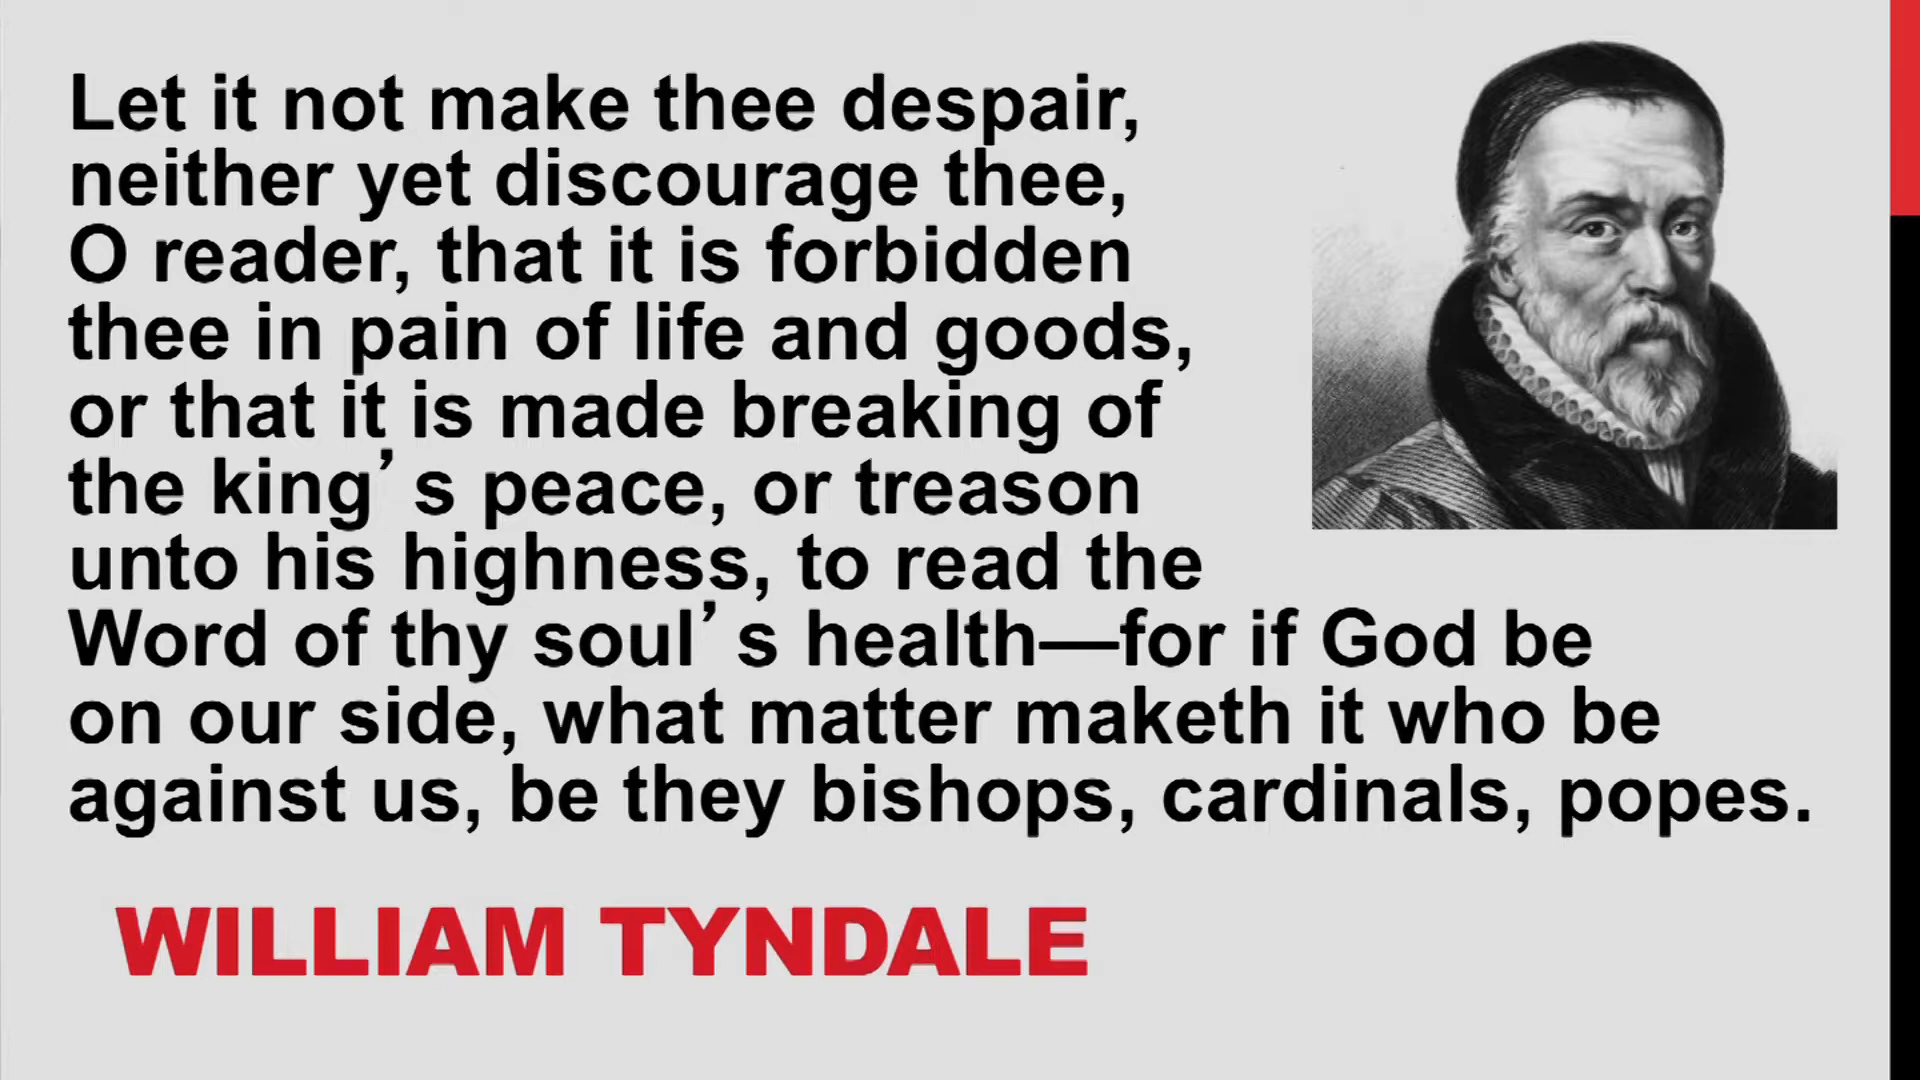 Let it not make thee despair,
neither yet discourage thee,
O reader, that it is forbidden
thee in pain of life and goods,
or that it is made breaking of
the king’s peace, or treason
unto his highness, to read the
Word of thy soul’s health—for if God be
on our side, what matter maketh it who be
against us, be they bishops, cardinals, popes.
WILLIAM TYNDALE